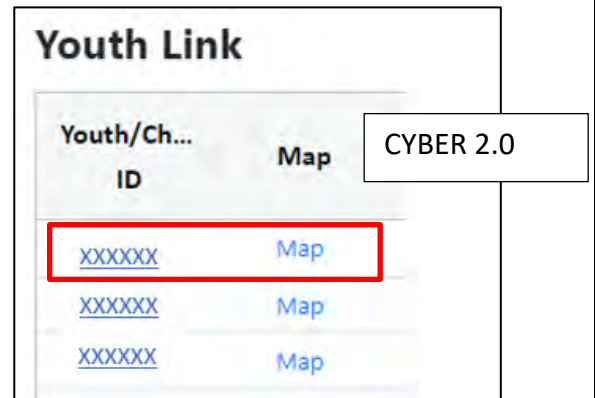 Youth Link
Youth/Ch...
ID
Map
CYBER 2.0
XXXXXX Map
XXXXXX Map
XXXXXX Map